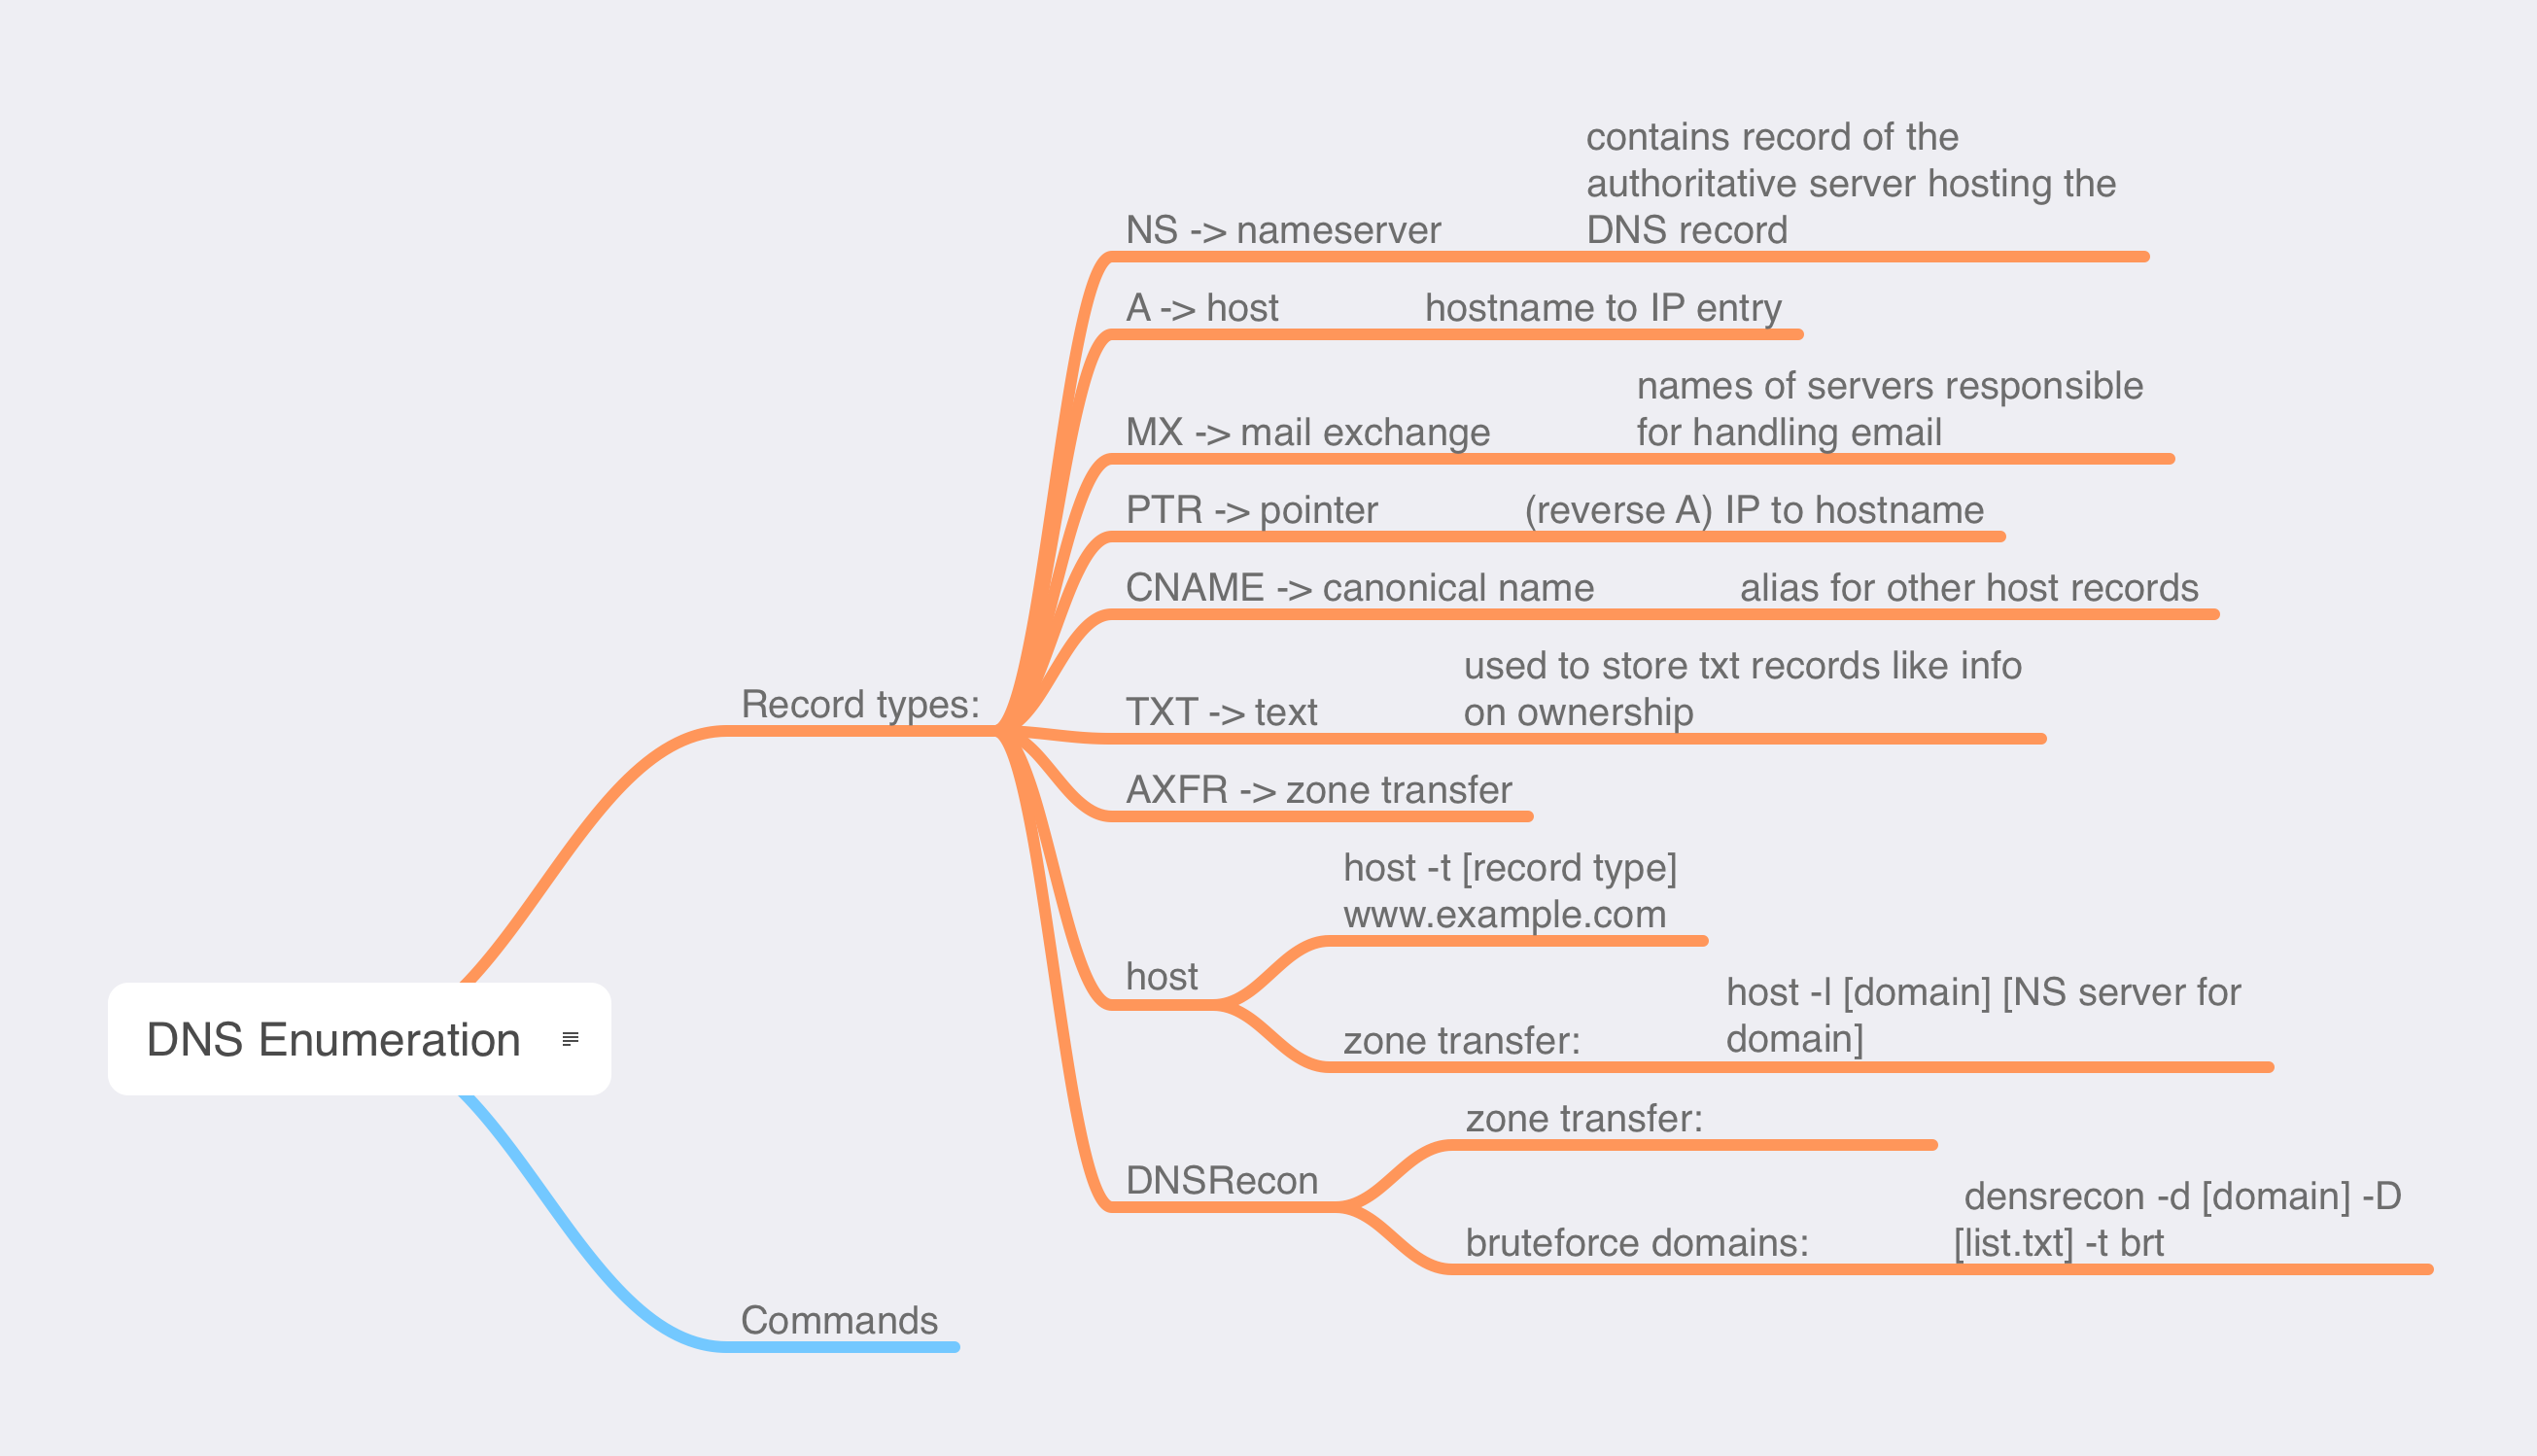 contains record of the
authoritative server hosting the
NS -> nameserver DNS record
A -> host hostname to IP entry
names of servers responsible
MX -> mail exchange for handling email
PTR -> pointer (reverse A) IP to hostname
CNAME -> canonical name alias for other host records
used to store txt records like info
Record types:
TXT -> text on ownership
AXFR -> zone transfer
host -t [record type]
www.example.com
host
host -l [domain] [NS server for
zone transfer: domain]
DNS Enumeration
zone transfer:
DNSRecon
densrecon -d [domain] -D
bruteforce domains: [list.txt] -t brt
Commands